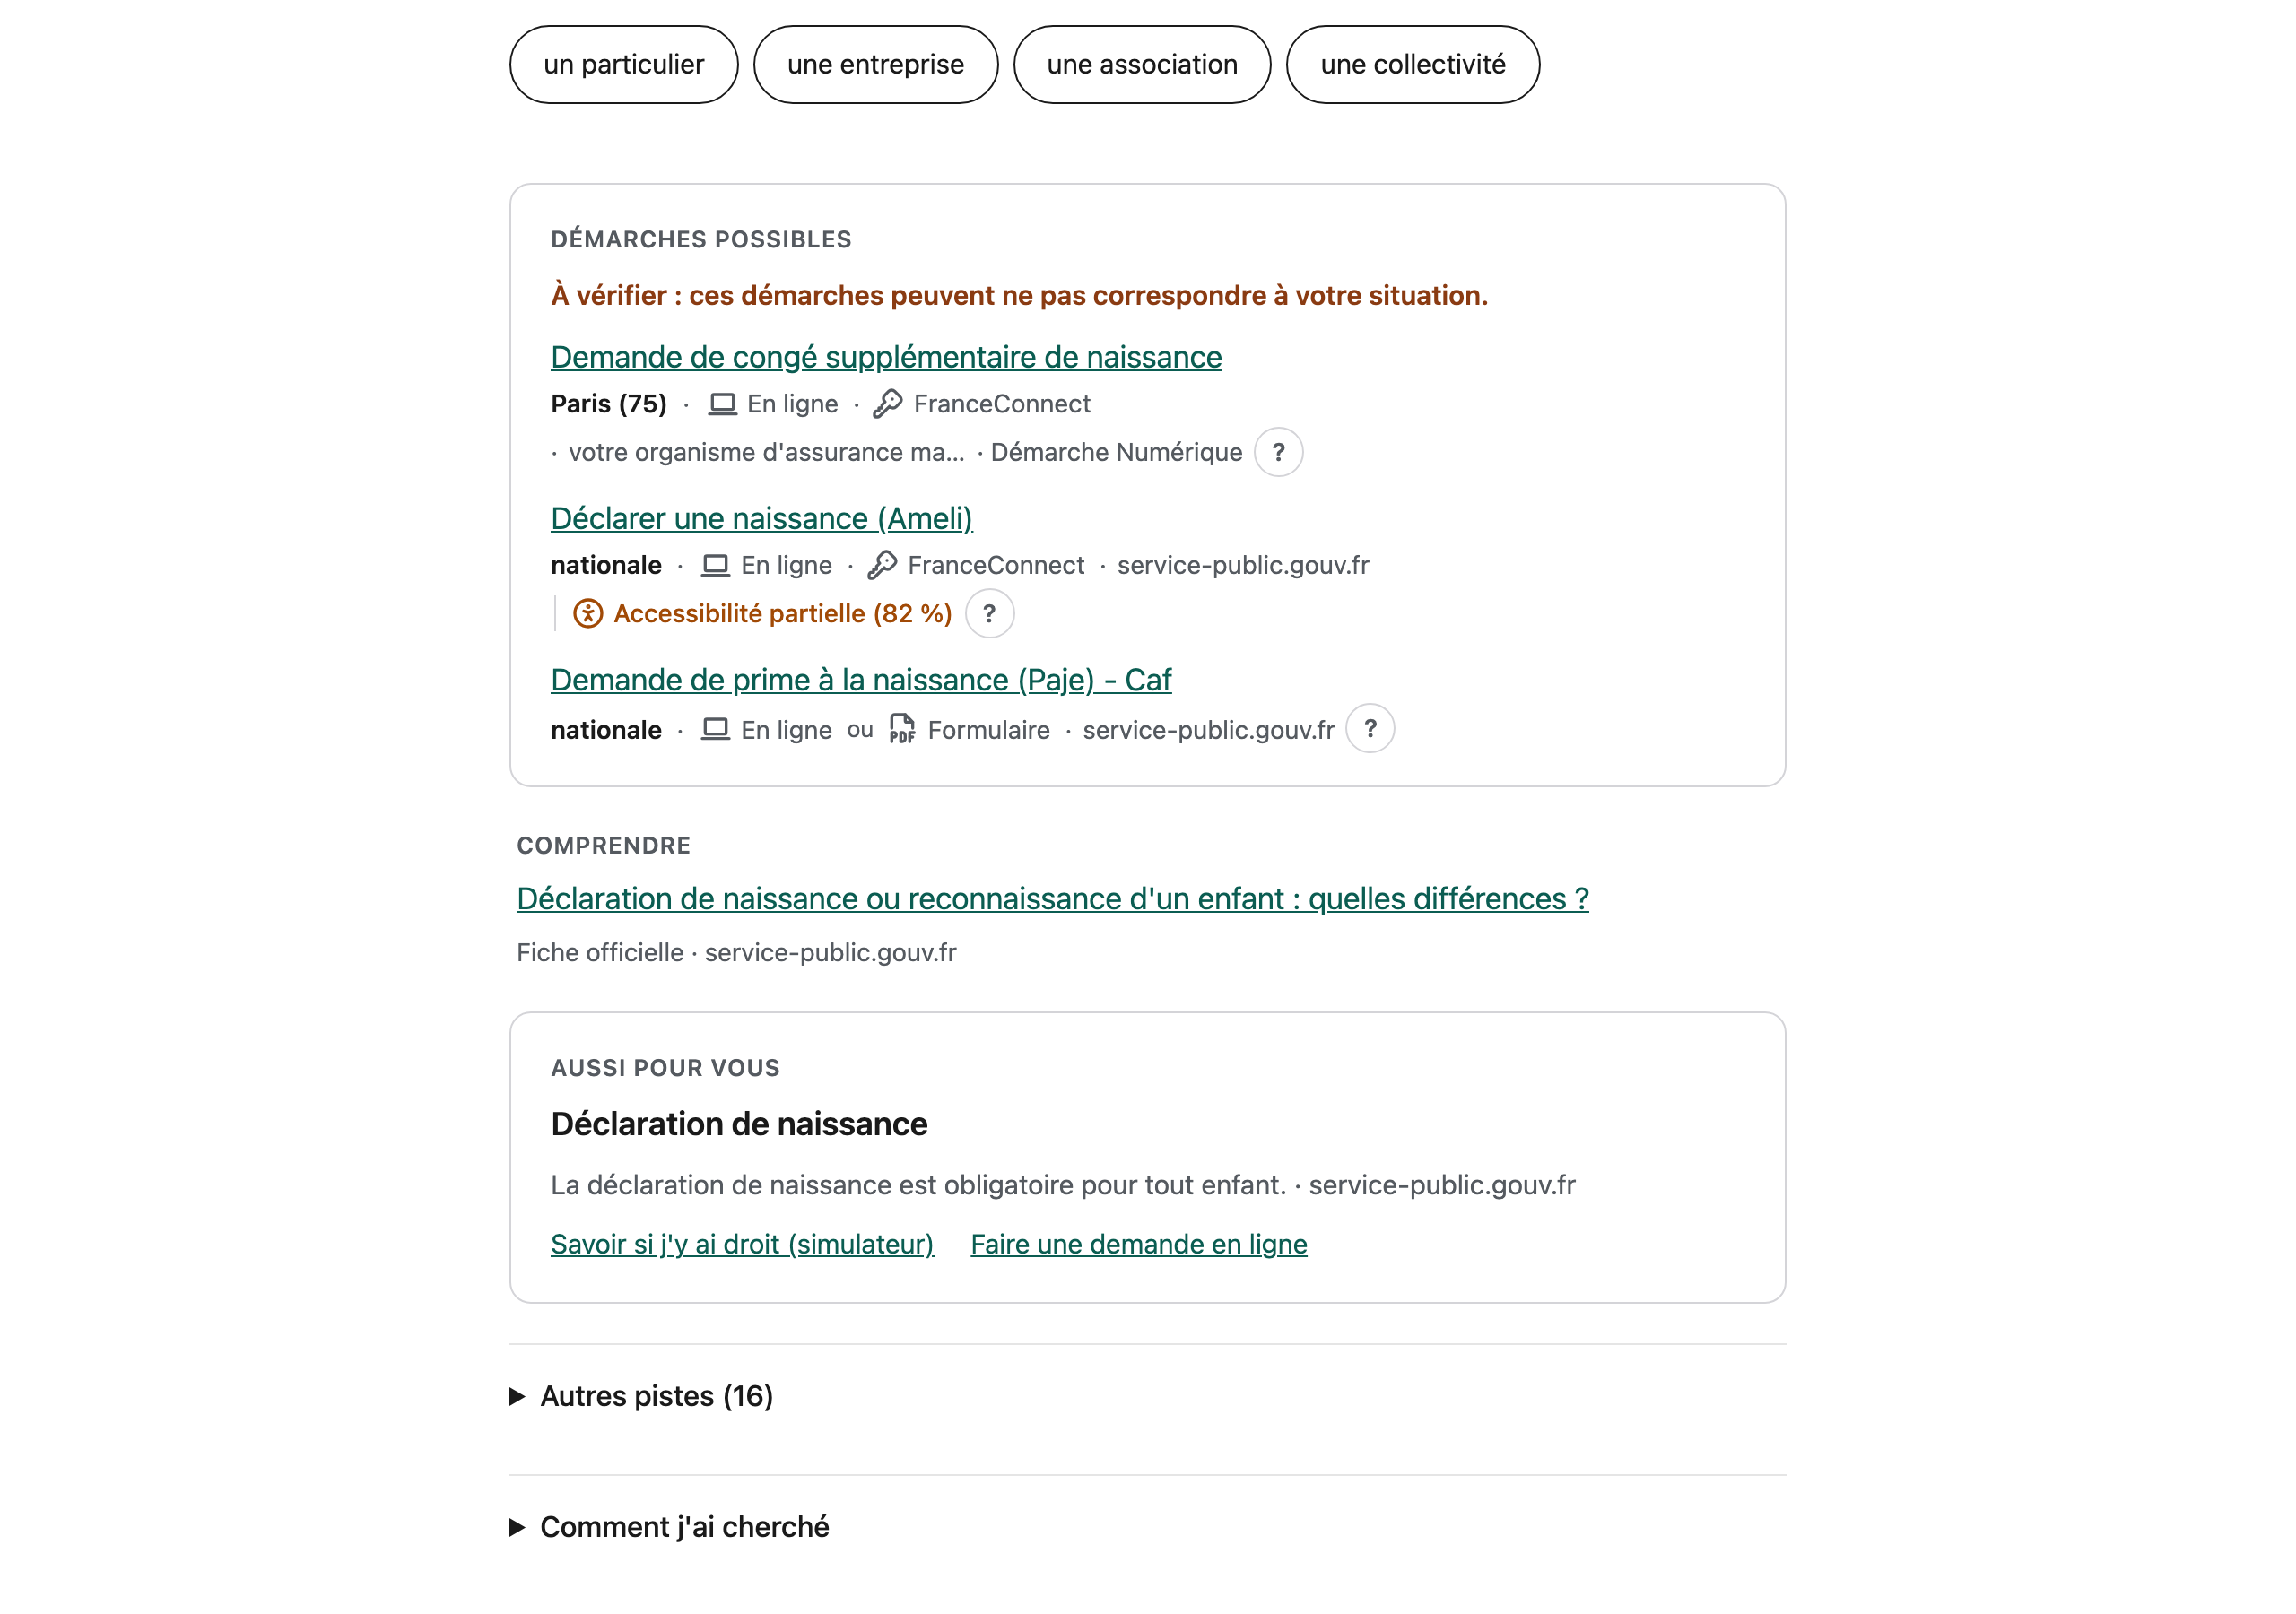 un particulier
une entreprise
une association
une collectivité
DÉMARCHES POSSIBLES
À vérifier : ces démarches peuvent ne pas correspondre à votre situation.
Demande de congé supplémentaire de naissance
Paris (75) · En ligne · FranceConnect
· votre organisme d'assurance ma... · Démarche Numérique ?
Déclarer une naissance (Ameli)
nationale · En ligne · FranceConnect · service-public.gouv.fr
Accessibilité partielle (82 %) ?
Demande de prime à la naissance (Paje) - Caf
nationale · En ligne ou PDF Formulaire · service-public.gouv.fr ?
COMPRENDRE
Déclaration de naissance ou reconnaissance d'un enfant : quelles différences ?
Fiche officielle · service-public.gouv.fr
AUSSI POUR VOUS
Déclaration de naissance
La déclaration de naissance est obligatoire pour tout enfant. · service-public.gouv.fr
Savoir si j'y ai droit (simulateur) Faire une demande en ligne
Autres pistes (16)
Comment j'ai cherché